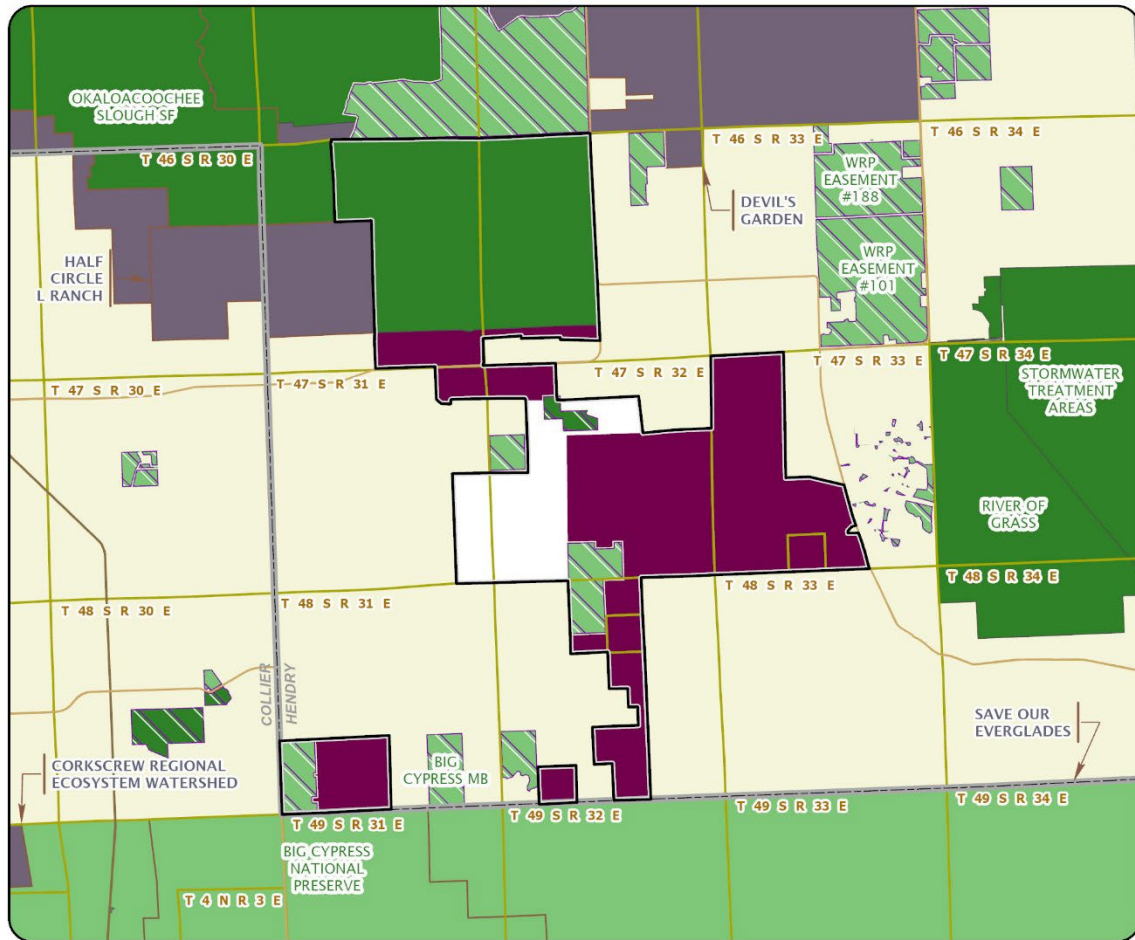 OKALOACOOCHEE
SLOUGH SF
T 46 S R 30 E
T 46 S R 33 E
T 46 S R 34 E
WRP
EASEMENT
#188
DEVIL'S
GARDEN
HALF
CIRCLE
L RANCH
WRP
EASEMENT
#101
T 47 S R 30 E
T 47 S R 31 E
T 47 S R 32 E
T 47 S R 33 E
T 47 S R 34 E
STORMWATER
TREATMENT
AREAS
RIVER OF
GRASS
T 48 S R 30 E
T 48 S R 31 E
T 48 S R 33 E
T 48 S R 34 E
COLLIER
HENDRY
SAVE OUR
EVERGLADES
CORKSCREW REGIONAL
ECOSYSTEM WATERSHED
BIG
CYPRESS MB
T 49 S R 31 E
T 49 S R 32 E
T 49 S R 33 E
T 49 S R 34 E
BIG CYPRESS
NATIONAL
PRESERVE
T 4 N R 3 E